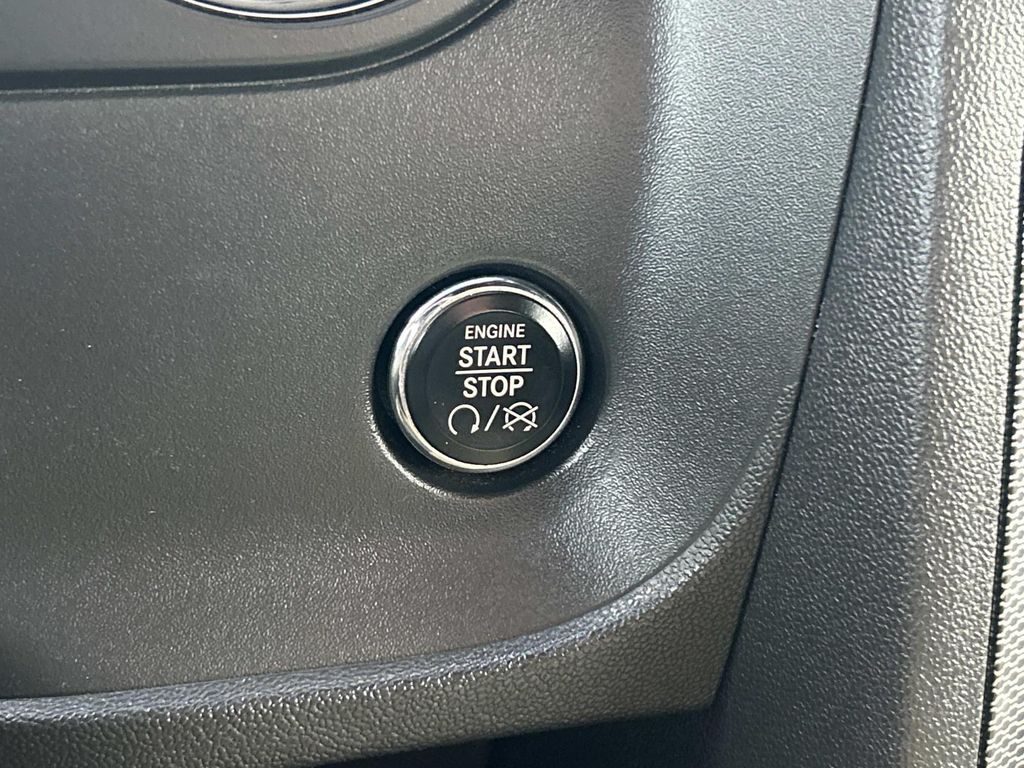 ENGINE
START
STOP
/